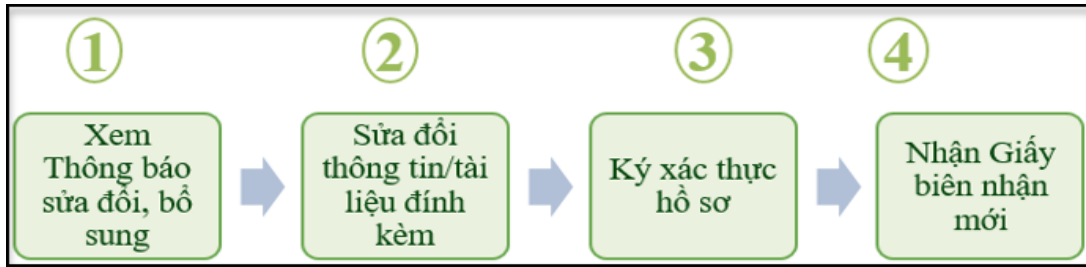 1
2
3
4
Xem
Thông báo
sửa đổi, bổ
sung
Sửa đổi
thông tin/tài
liệu đính
kèm
Ký xác thực
hồ sơ
Nhận Giấy
biên nhận
mới